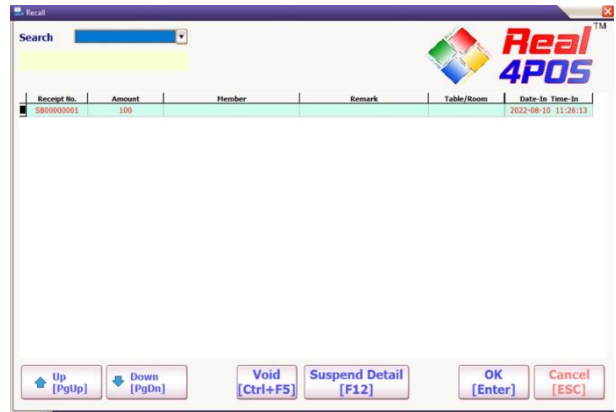 Recall
Search
Real TM
4POS
Receipt No. Amount Member Remark Table/Room Date-In Time-In
SB00000001 100 2022-08-10 11:26:13
Up
[PgUp]
Down
[PgDn]
Void
[Ctrl+F5]
Suspend Detail
[F12]
OK
[Enter]
Cancel
[ESC]